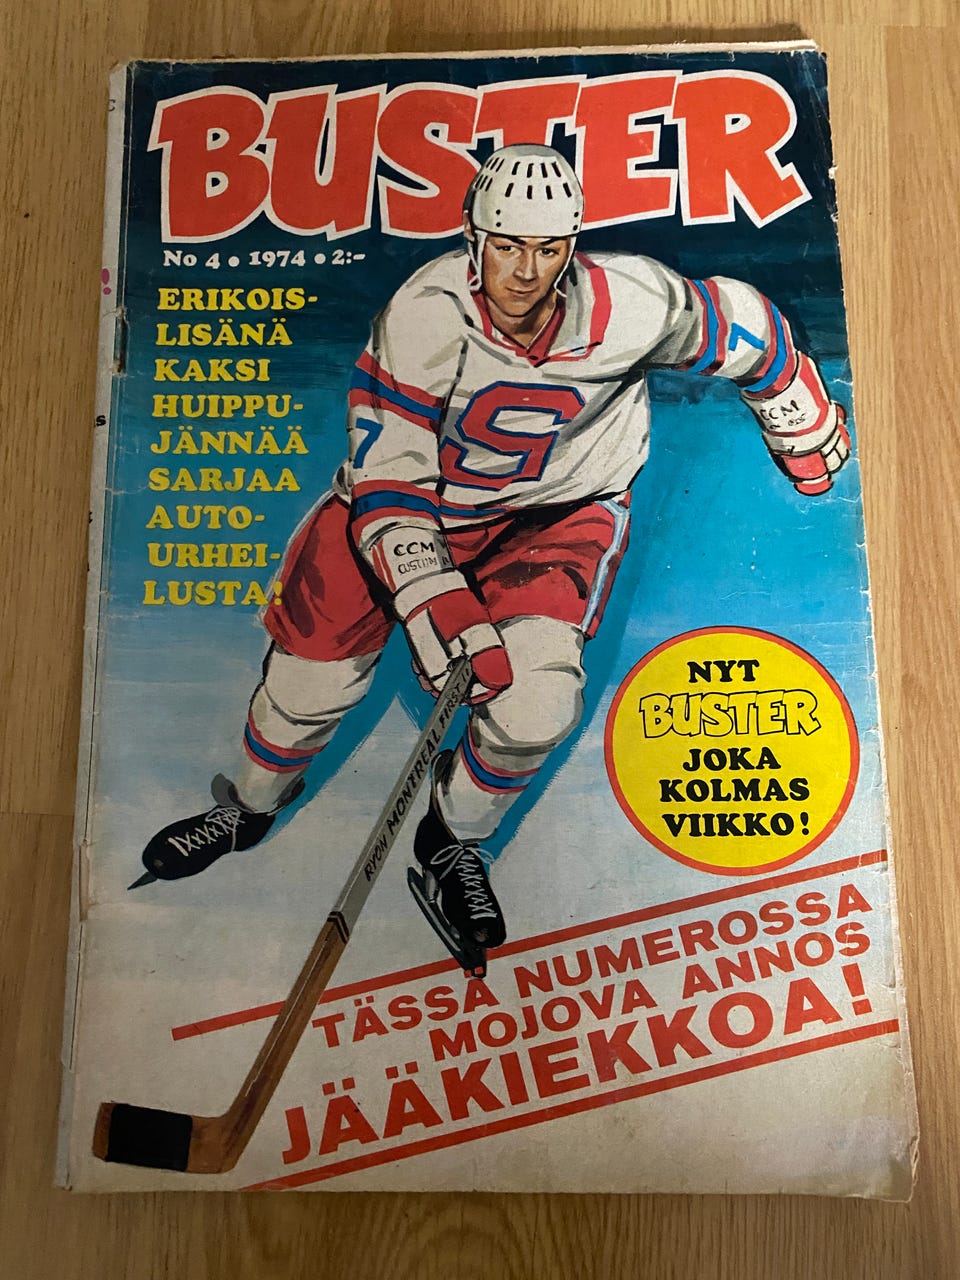 BUSTER
No 4 • 1974 • 2:-
ERIKOIS-
LISÄNÄ
KAKSI
HUIPPU-
JÄNNÄÄ
SARJAA
AUTO-
URHEI-
LUSTA!
7
7
S
CCM
CCM
RYON MONTREAL FIRST
NYT
BUSTER
JOKA
KOLMAS
VIIKKO!
TÄSSÄ NUMEROSSA
MOJOVA ANNOS
JÄÄKIEKKOA!